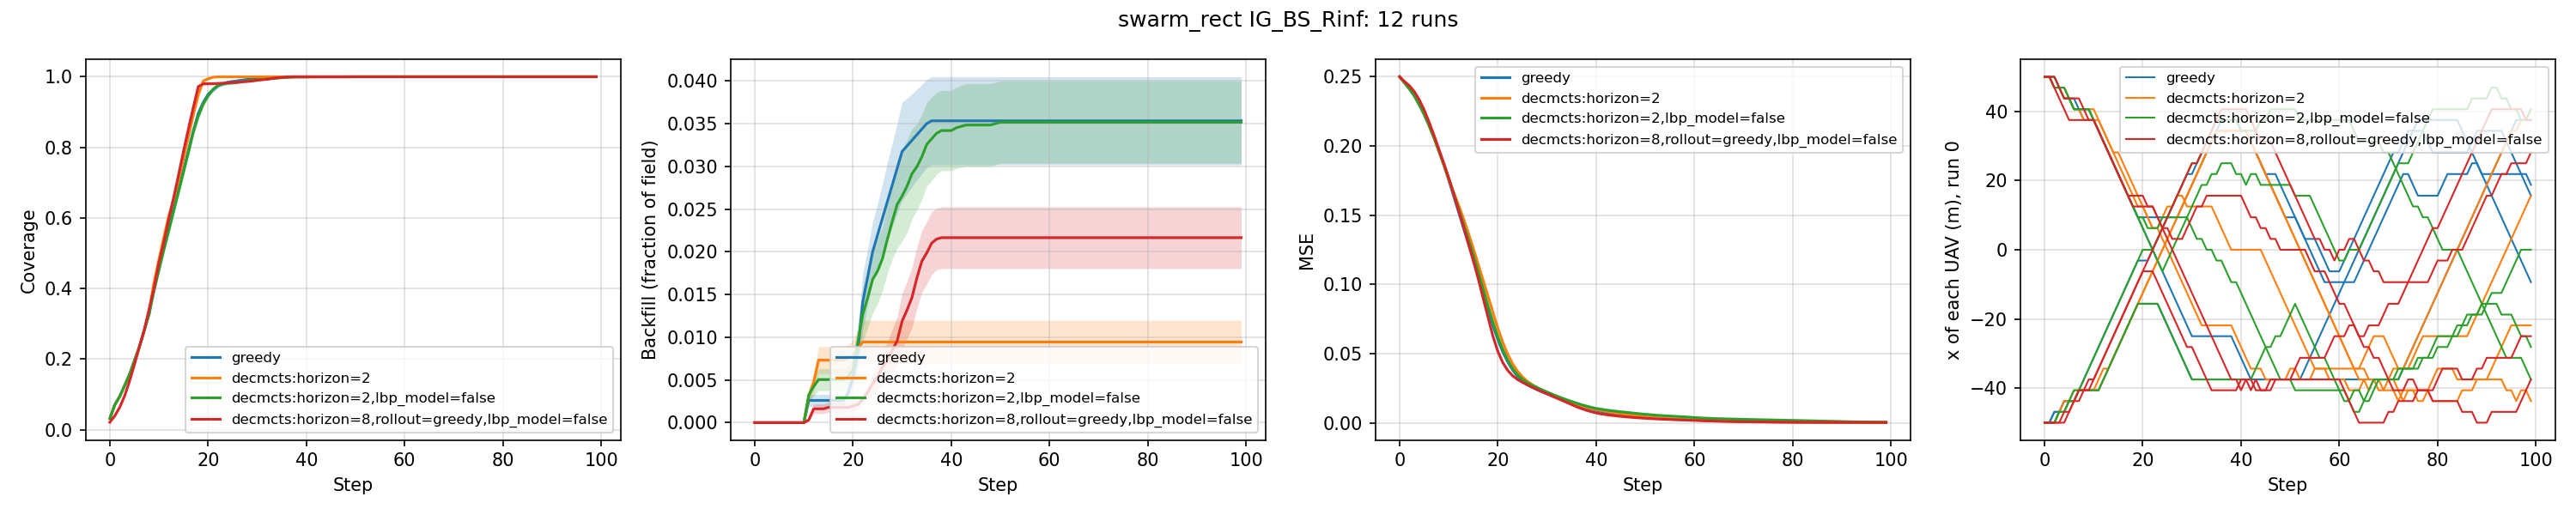 swarm_rect IG_BS_Rinf: 12 runs
Coverage
1.0
0.8
0.6
0.4
0.2
0.0
greedy
decmcts:horizon=2
decmcts:horizon=2,lbp_model=false
decmcts:horizon=8,rollout=greedy,lbp_model=false
0
20
40
60
80
100
Step
Backfill (fraction of field)
0.040
0.035
0.030
0.025
0.020
0.015
0.010
0.005
0.000
greedy
decmcts:horizon=2
decmcts:horizon=2,lbp_model=false
decmcts:horizon=8,rollout=greedy,lbp_model=false
0
20
40
60
80
100
Step
MSE
0.25
0.20
0.15
0.10
0.05
0.00
greedy
decmcts:horizon=2
decmcts:horizon=2,lbp_model=false
decmcts:horizon=8,rollout=greedy,lbp_model=false
0
20
40
60
80
100
Step
x of each UAV (m), run 0
40
20
0
−20
−40
greedy
decmcts:horizon=2
decmcts:horizon=2,lbp_model=false
decmcts:horizon=8,rollout=greedy,lbp_model=false
0
20
40
60
80
100
Step